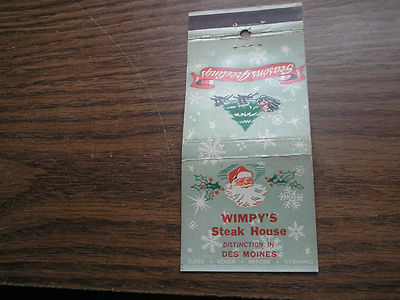 Seasons Greetings
WIMPY'S
Steak House
DISTINCTION IN
DES MOINES
CLOSE • COVER • BEFORE • STRIKING